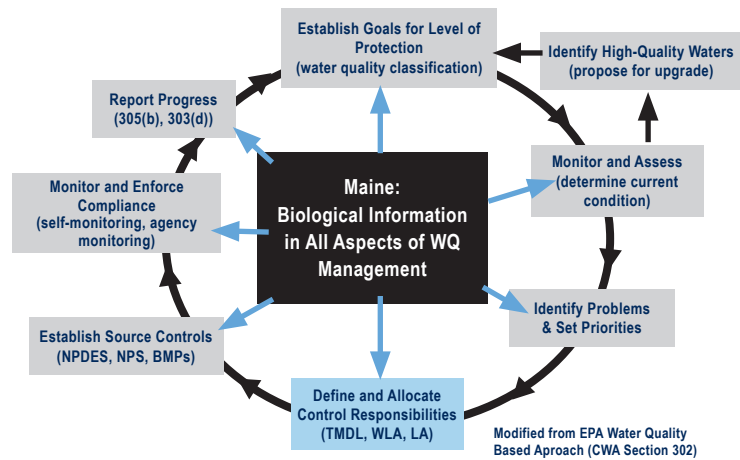 Establish Goals for Level of
Protection
(water quality classification)
Identify High-Quality Waters
(propose for upgrade)
Report Progress
(305(b), 303(d))
Monitor and Assess
(determine current
condition)
Maine:
Biological Information
in All Aspects of WQ
Management
Monitor and Enforce
Compliance
(self-monitoring, agency
monitoring)
Identify Problems
& Set Priorities
Establish Source Controls
(NPDES, NPS, BMPs)
Define and Allocate
Control Responsibilities
(TMDL, WLA, LA)
Modified from EPA Water Quality
Based Aproach (CWA Section 302)